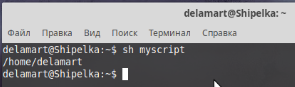 delamart@Shipelka: ~
Файл Правка Вид Поиск Терминал Справка
delamart@Shipelka:~$ sh myscript
/home/delamart
delamart@Shipelka:~$